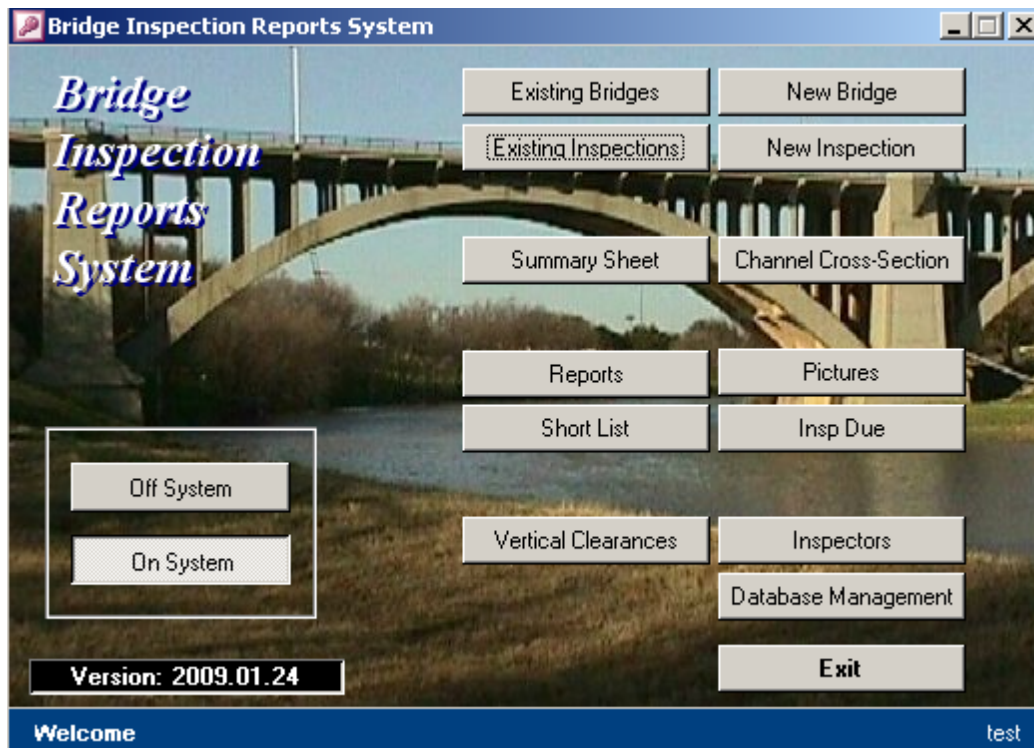 Bridge Inspection Reports System
Bridge
Inspection
Reports
System
Existing Bridges
New Bridge
Existing Inspections
New Inspection
Summary Sheet
Channel Cross-Section
Reports
Pictures
Short List
Insp Due
Off System
On System
Vertical Clearances
Inspectors
Database Management
Exit
Version: 2009.01.24
Welcome
test